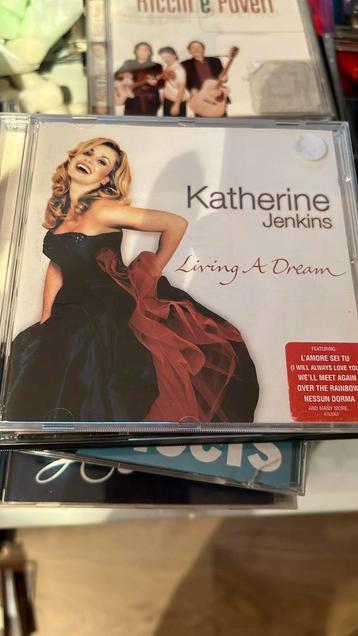 Ricchi e Poveri
Katherine
Jenkins
Living A Dream
FEATURING:
L'AMORE SEI TU
(I WILL ALWAYS LOVE YOU
WE'LL MEET AGAIN
OVER THE RAINBOW
NESSUN DORMA
AND MANY MORE.